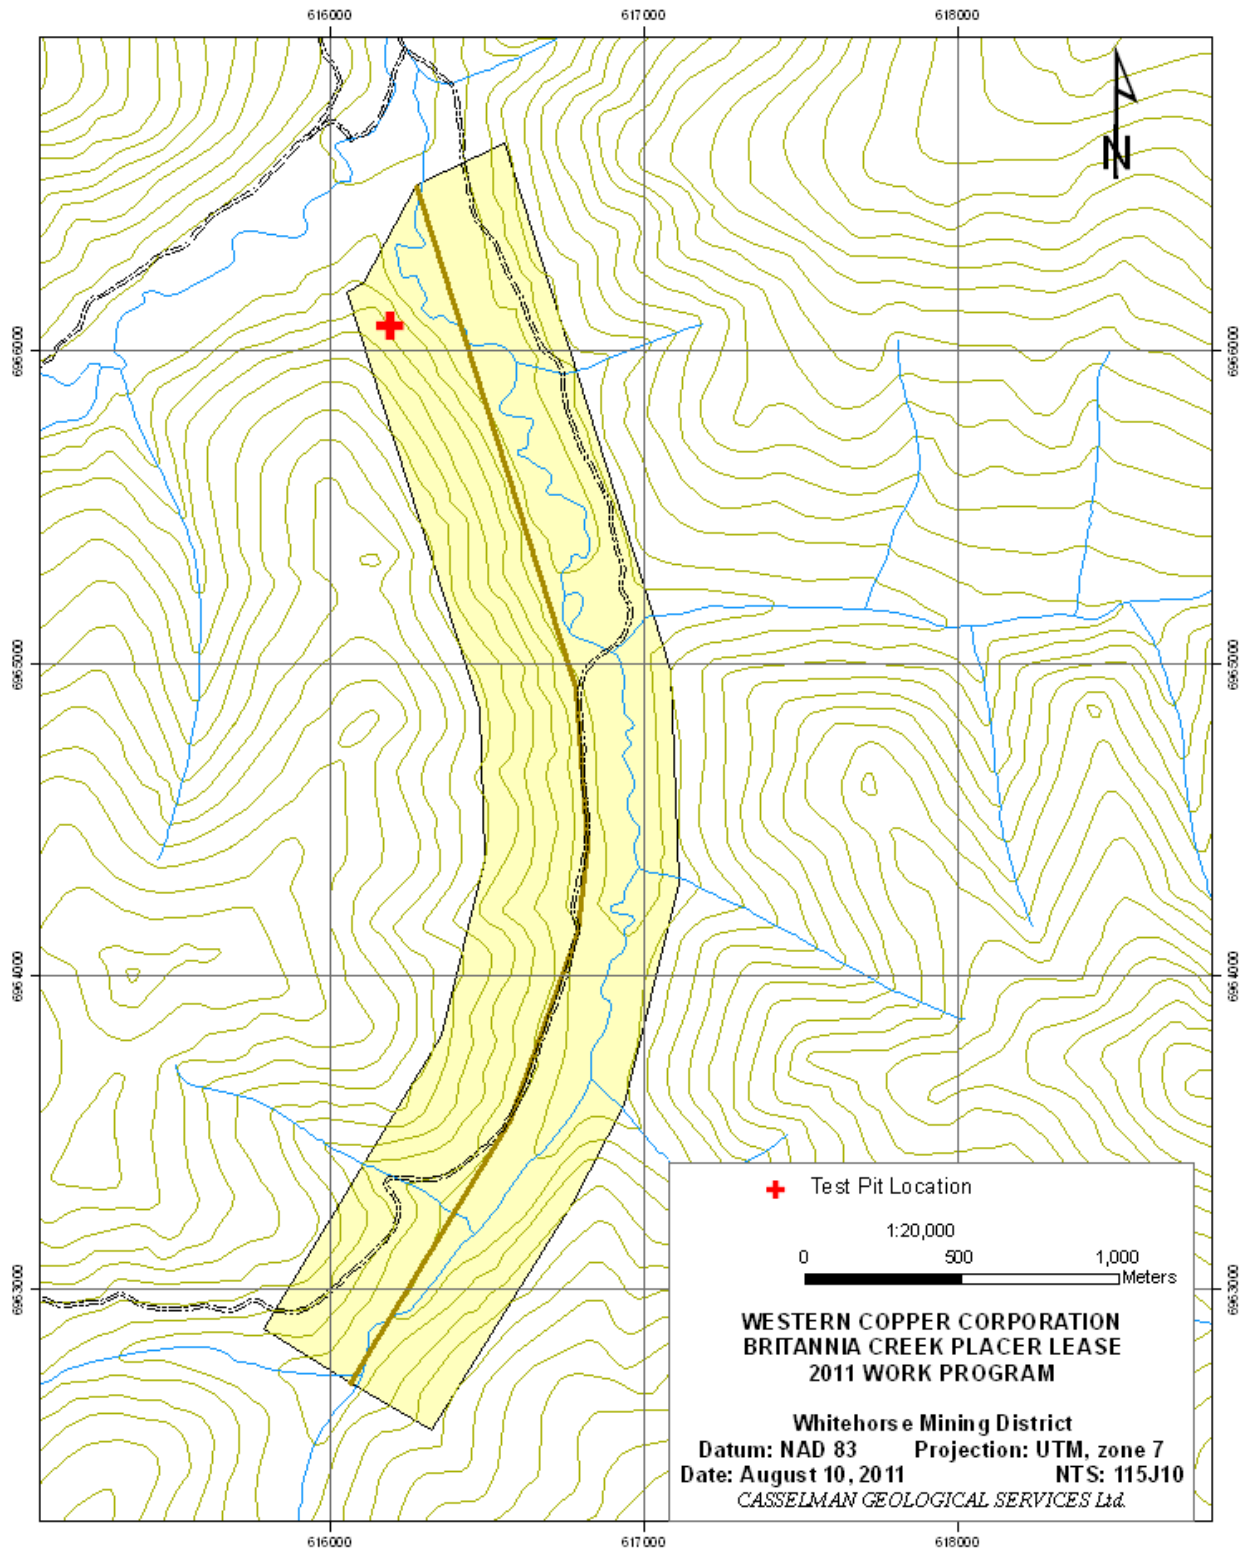 616000 617000 618000
N
6966000 6966000
6965000 6965000
6964000 6964000
6963000 6963000
Test Pit Location
1:20,000
0 500 1,000
Meters
WESTERN COPPER CORPORATION
BRITANNIA CREEK PLACER LEASE
2011 WORK PROGRAM
Whitehorse Mining District
Datum: NAD 83 Projection: UTM, zone 7
Date: August 10, 2011 NTS: 115J10
CASSELMAN GEOLOGICAL SERVICES Ltd.
616000 617000 618000